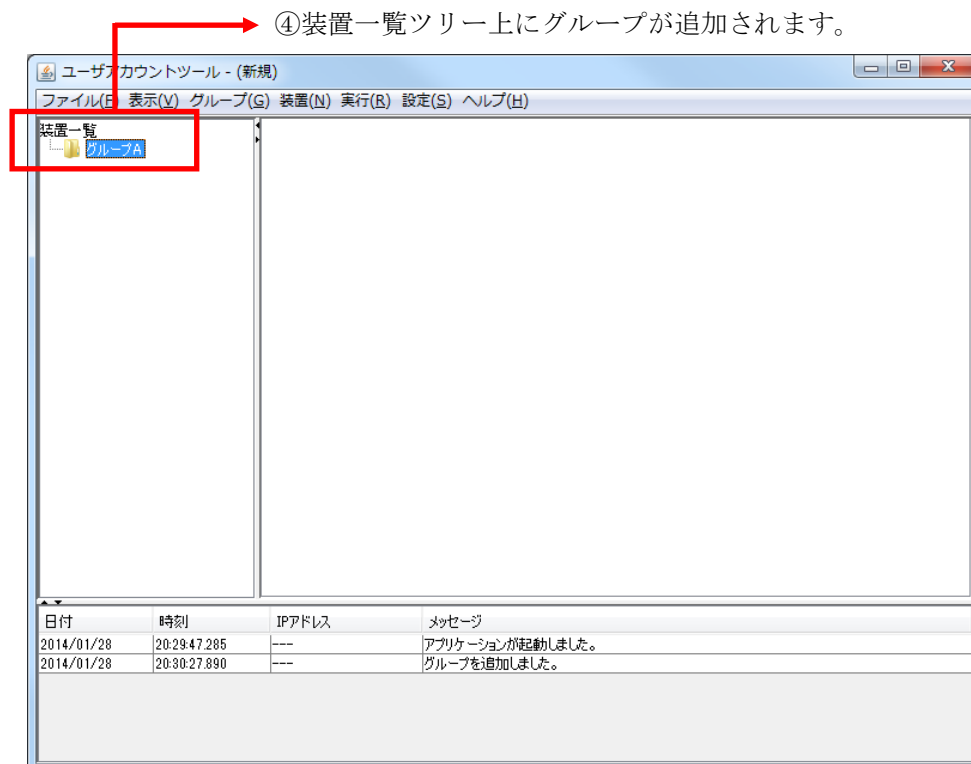 ④装置一覧ツリー上にグループが追加されます。
ユーザアカウントツール - (新規)
ファイル(F) 表示(V) グループ(G) 装置(N) 実行(R) 設定(S) ヘルプ(H)
装置一覧
グループA
日付 時刻 IPアドレス メッセージ
2014/01/28 20:29:47.285 --- アプリケーションが起動しました。
2014/01/28 20:30:27.890 --- グループを追加しました。